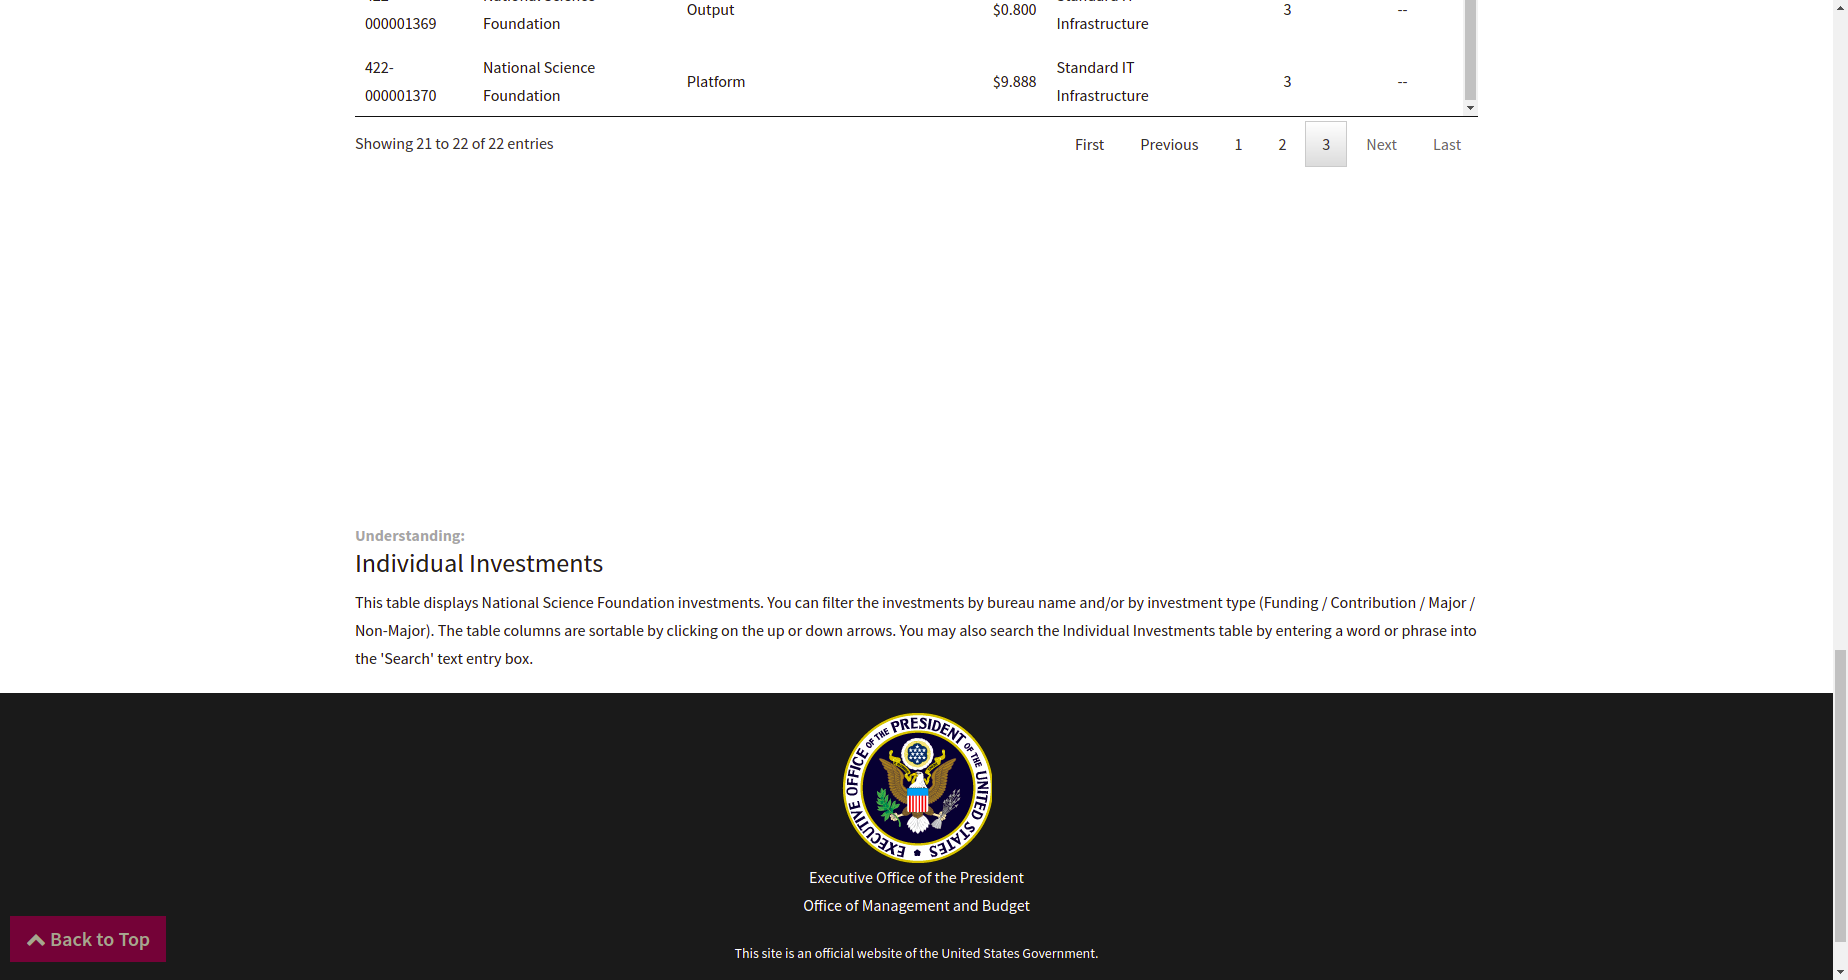 Output $0.800 3 --
000001369 Foundation Infrastructure
422- National Science Standard IT
Platform $9.888 3 --
000001370 Foundation Infrastructure
Showing 21 to 22 of 22 entries
First Previous 1 2 3 Next Last
Understanding:
Individual Investments
This table displays National Science Foundation investments. You can filter the investments by bureau name and/or by investment type (Funding / Contribution / Major /
Non-Major). The table columns are sortable by clicking on the up or down arrows. You may also search the Individual Investments table by entering a word or phrase into
the 'Search' text entry box.
EXECUTIVE OFFICE OF THE PRESIDENT OF THE UNITED STATES
Executive Office of the President
Office of Management and Budget
Back to Top
This site is an official website of the United States Government.